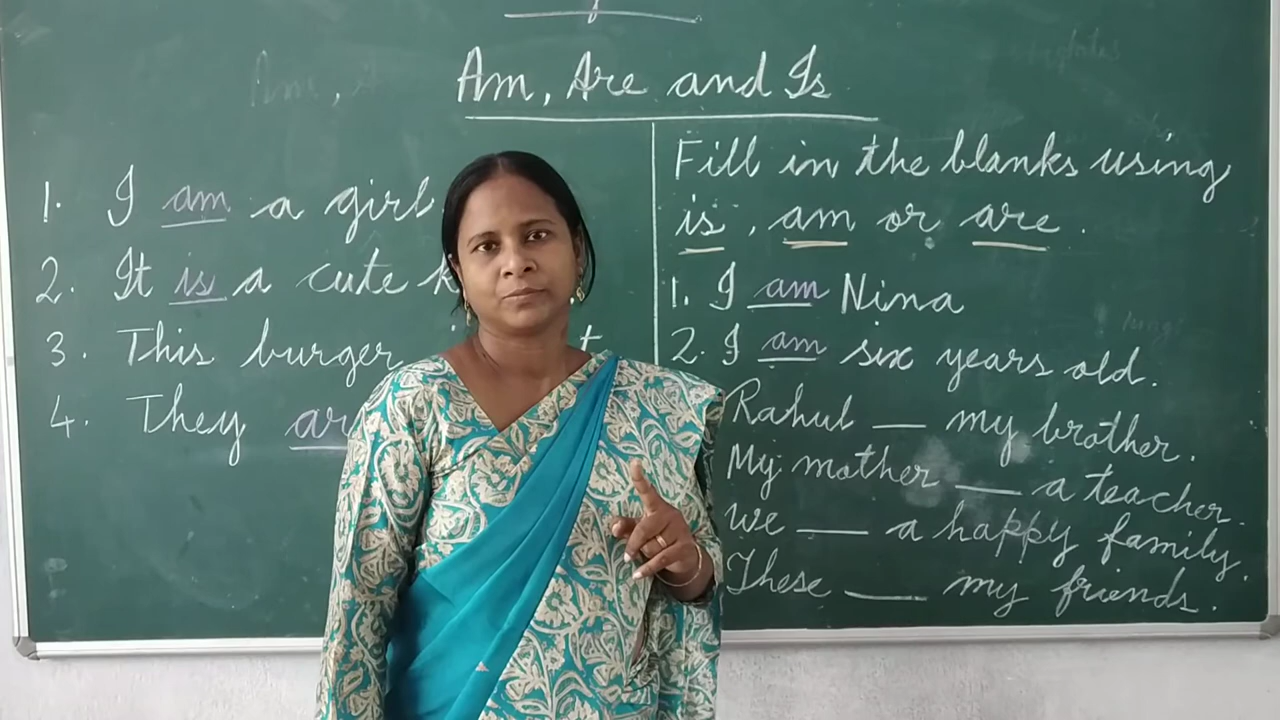 Am, Are and Is
1. I am a girl
2. It is a cute
3. This burger
4. They
Fill in the blanks using
is, am or are.
1. I am Nina
2. I am six years old.
Rahul ___ my brother.
My mother ___ a teacher.
We ___ a happy family.
These ___ my friends.